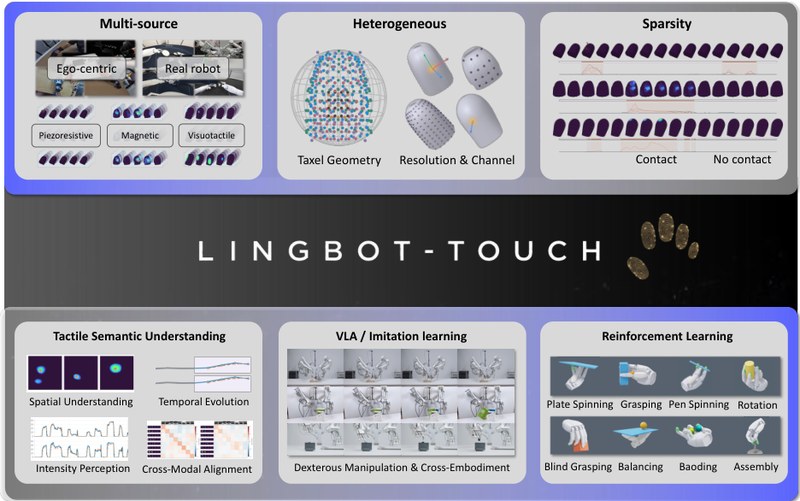 Multi-source
Ego-centric
Real robot
Piezoresistive
Magnetic
Visuotactile
Heterogeneous
Taxel Geometry
Resolution & Channel
Sparsity
Contact
No contact
LINGBOT-TOUCH
Tactile Semantic Understanding
Spatial Understanding
Temporal Evolution
Intensity Perception
Cross-Modal Alignment
VLA / Imitation learning
Dexterous Manipulation & Cross-Embodiment
Reinforcement Learning
Plate Spinning
Grasping
Pen Spinning
Rotation
Blind Grasping
Balancing
Baoding
Assembly